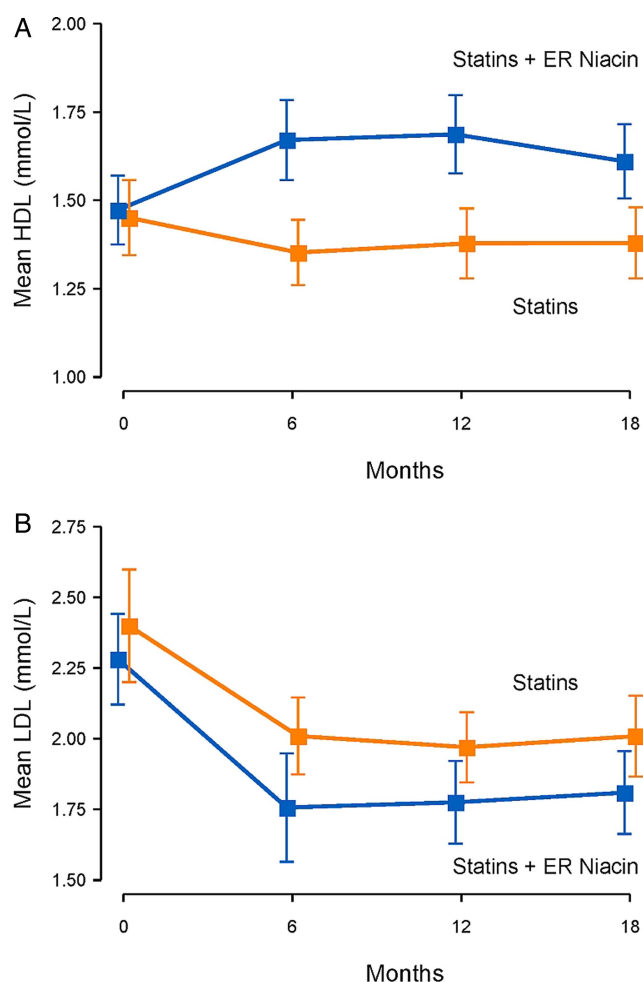 A
Mean HDL (mmol/L)
2.00
1.75
1.50
1.25
1.00
Statins + ER Niacin
Statins
0
6
12
18
Months
B
Mean LDL (mmol/L)
2.75
2.50
2.25
2.00
1.75
1.50
Statins
Statins + ER Niacin
0
6
12
18
Months